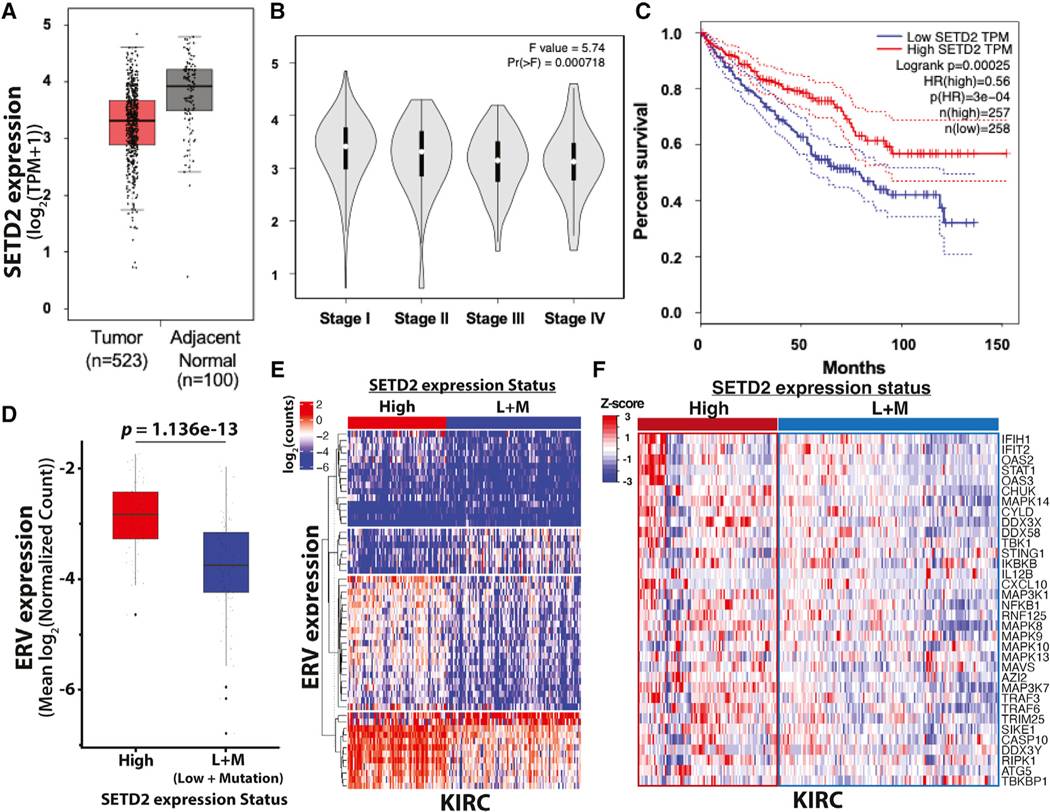 A
SETD2 expression
(log2(TPM+1))
5
4
3
2
1
0
Tumor
(n=523)
Adjacent
Normal
(n=100)
B
F value = 5.74
Pr(>F) = 0.000718
5
4
3
2
1
Stage I
Stage II
Stage III
Stage IV
C
Percent survival
1.0
0.8
0.6
0.4
0.2
0.0
Low SETD2 TPM
High SETD2 TPM
Logrank p=0.00025
HR(high)=0.56
p(HR)=3e−04
n(high)=257
n(low)=258
0
50
100
150
Months
D
p = 1.136e-13
ERV expression
(Mean log2(Normalized Count))
-2
-4
-6
High
L+M
(Low + Mutation)
SETD2 expression Status
E
SETD2 expression Status
High
L+M
log2(counts)
2
0
−2
−4
−6
ERV expression
KIRC
F
SETD2 expression status
High
L+M
Z-score
3
2
1
0
-1
-2
-3
IFIH1
IFIT2
OAS2
STAT1
OAS3
CHUK
MAPK14
CYLD
DDX3X
DDX58
TBK1
STING1
IKBKB
IL12B
CXCL10
MAP3K1
NFKB1
RNF125
MAPK8
MAPK9
MAPK10
MAPK13
MAVS
AZI2
MAP3K7
TRAF3
TRAF6
TRIM25
SIKE1
CASP10
DDX3Y
RIPK1
ATG5
TBKBP1
KIRC